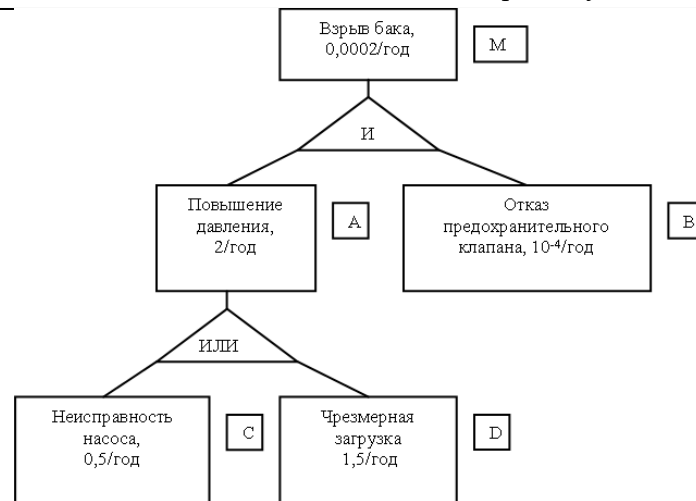 Взрыв бака,
0,0002/год
М
И
Повышение
давления,
2/год
А
Отказ
предохранительного
клапана, 10⁻⁴/год
В
ИЛИ
Неисправность
насоса,
0,5/год
С
Чрезмерная
загрузка
1,5/год
D